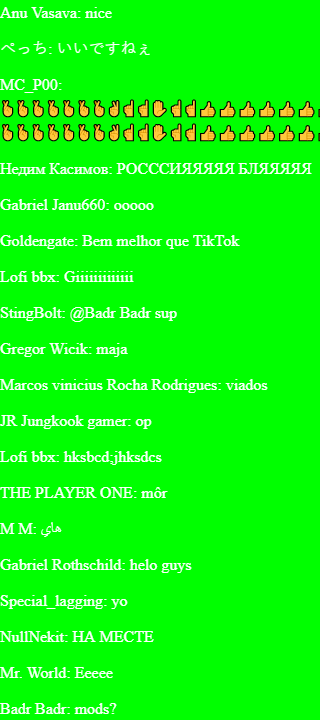 Anu Vasava: nice
ぺっち: いいですねぇ
MC_P00:
✌✌✌✌✌✌✌✌☝☝✋☝☝👍👍👍👍👍👍
✌✌✌✌✌✌✌✌☝☝✋☝☝👍👍👍👍👍👍
Недим Касимов: РОСССИЯЯЯЯЯ БЛЯЯЯЯЯ
Gabriel Janu660: ooooo
Goldengate: Bem melhor que TikTok
Lofi bbx: Giiiiiiiiiiiii
StingBolt: @Badr Badr sup
Gregor Wicik: maja
Marcos vinicius Rocha Rodrigues: viados
JR Jungkook gamer: op
Lofi bbx: hksbcd.jhksdcs
THE PLAYER ONE: môr
M M: هاي
Gabriel Rothschild: helo guys
Special_lagging: yo
NullNekit: НА МЕСТЕ
Mr. World: Eeeee
Badr Badr: mods?